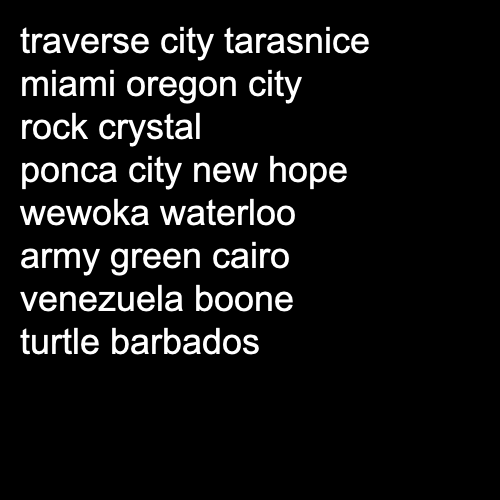 traverse city tarasnice
miami oregon city
rock crystal
ponca city new hope
wewoka waterloo
army green cairo
venezuela boone
turtle barbados